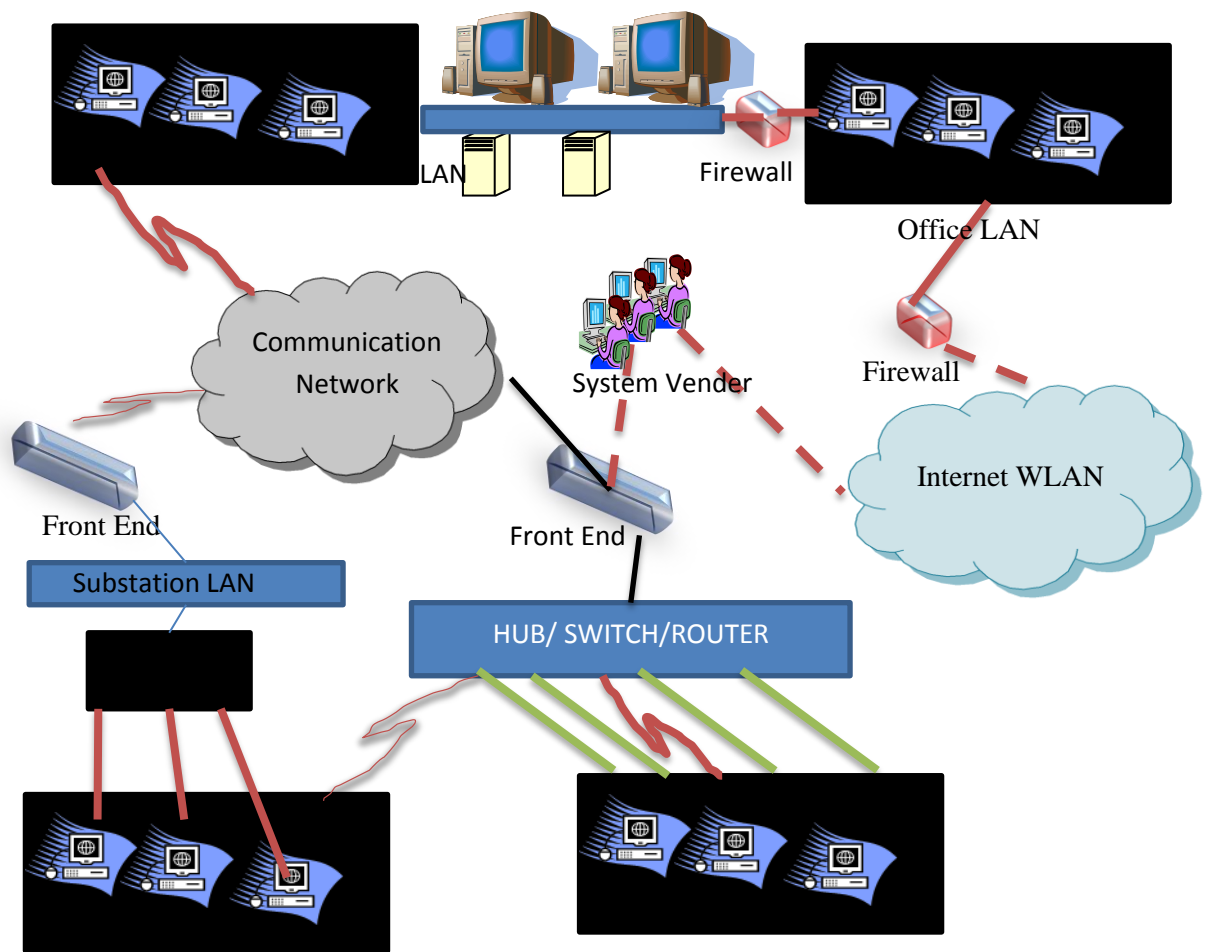 LAN
Firewall
Office LAN
Communication
Network
System Vender
Firewall
Internet WLAN
Front End
Front End
Substation LAN
HUB/ SWITCH/ROUTER